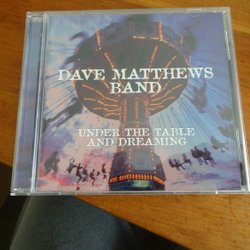 DAVE MATTHEWS
BAND
UNDER THE TABLE
AND DREAMING